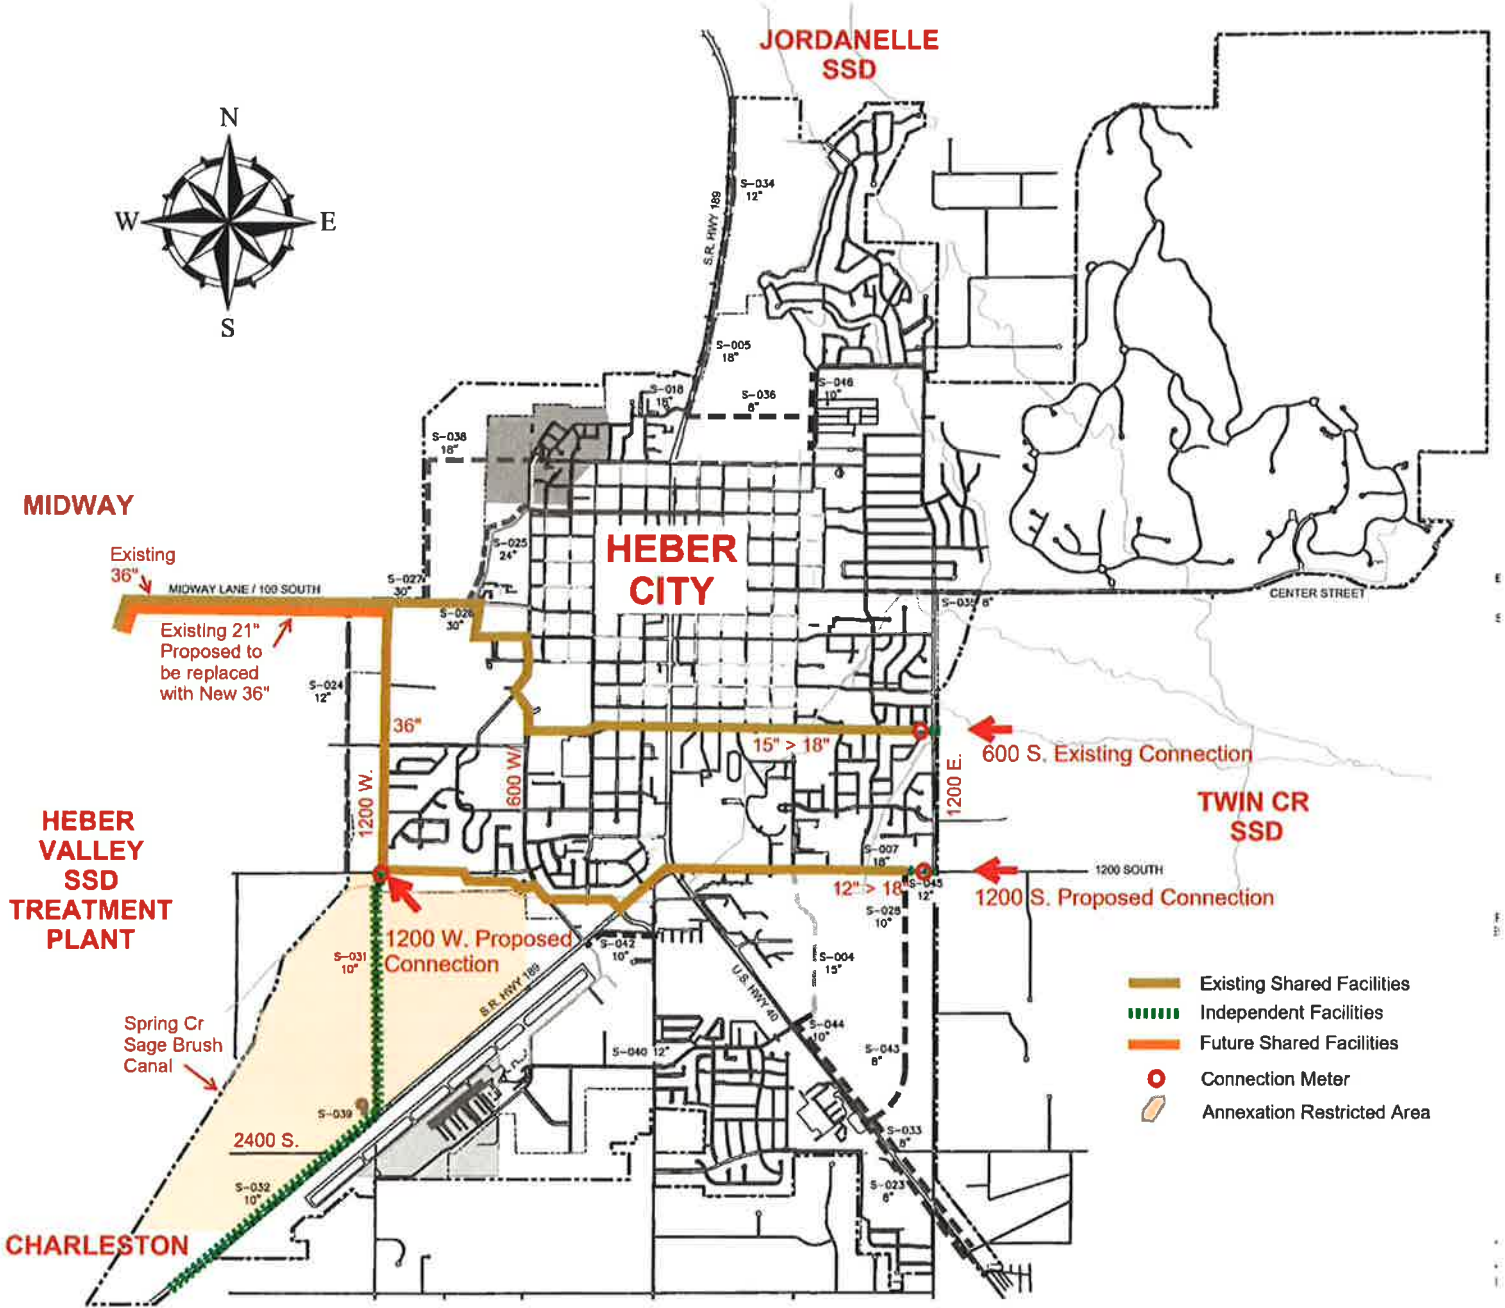 JORDANELLE
SSD
N
W
E
S
S-034
12"
S.R. HWY 189
S-005
18"
S-018
18"
S-036
8"
S-046
10"
S-038
18"
MIDWAY
HEBER
CITY
S-025
24"
Existing
36"
MIDWAY LANE / 100 SOUTH
S-027
30"
S-026
30"
S-035 8"
CENTER STREET
Existing 21"
Proposed to
be replaced
with New 36"
S-024
12"
36"
15" > 18"
600 S. Existing Connection
1200 W.
600 W/
1200 E.
TWIN CR
SSD
HEBER
VALLEY
SSD
TREATMENT
PLANT
S-007
18"
12" > 18"
S-045
12"
1200 SOUTH
1200 S. Proposed Connection
S-028
10"
1200 W. Proposed
Connection
S-031
10"
S-042
10"
S.R. HWY 189
U.S. HWY 40
S-004
15"
Spring Cr
Sage Brush
Canal
S-044
10"
S-040 12"
S-043
8"
S-039
S-033
8"
2400 S.
S-032
10"
S-023
8"
CHARLESTON
Existing Shared Facilities
Independent Facilities
Future Shared Facilities
Connection Meter
Annexation Restricted Area